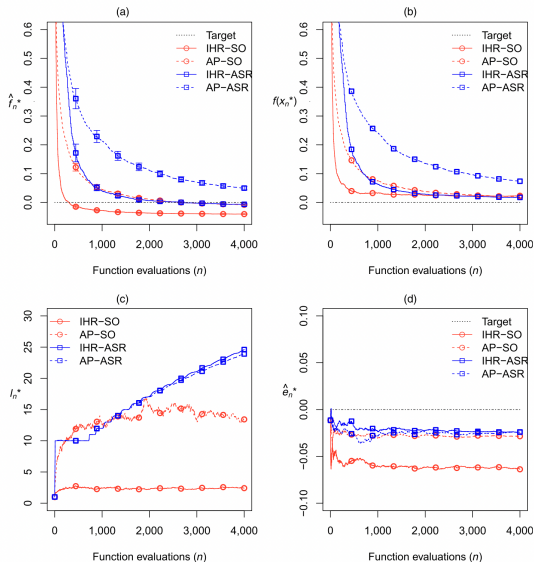 (a)
Target
IHR−SO
AP−SO
IHR−ASR
AP−ASR
f̂n*
0.6
0.5
0.4
0.3
0.2
0.1
0.0
0 1,000 2,000 3,000 4,000
Function evaluations (n)
(b)
Target
IHR−SO
AP−SO
IHR−ASR
AP−ASR
f(xn*)
0.6
0.5
0.4
0.3
0.2
0.1
0.0
0 1,000 2,000 3,000 4,000
Function evaluations (n)
(c)
IHR−SO
AP−SO
IHR−ASR
AP−ASR
In*
30
25
20
15
10
5
0
0 1,000 2,000 3,000 4,000
Function evaluations (n)
(d)
Target
IHR−SO
AP−SO
IHR−ASR
AP−ASR
ên*
0.10
0.05
0.00
−0.05
−0.10
0 1,000 2,000 3,000 4,000
Function evaluations (n)